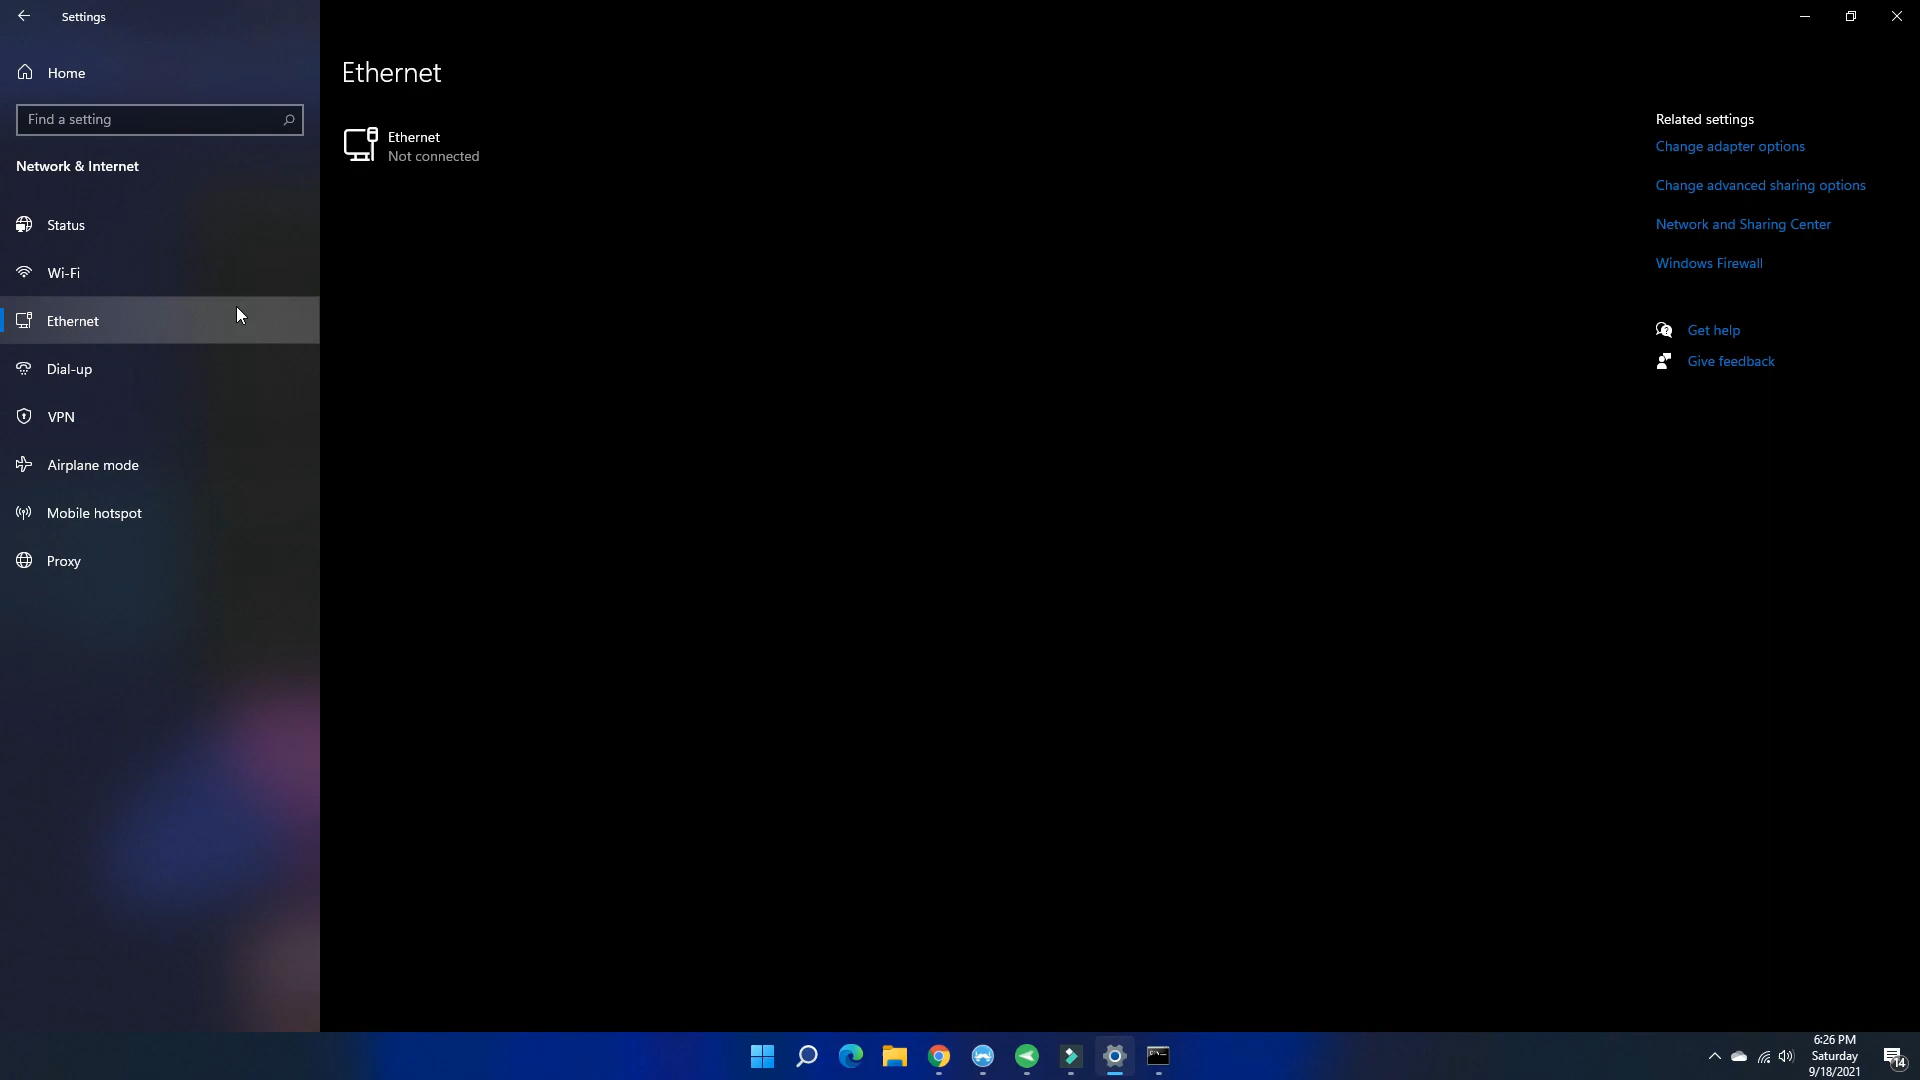 Settings
Home
Find a setting
Network & Internet
Status
Wi-Fi
Ethernet
Dial-up
VPN
Airplane mode
Mobile hotspot
Proxy
Ethernet
Ethernet
Not connected
Related settings
Change adapter options
Change advanced sharing options
Network and Sharing Center
Windows Firewall
Get help
Give feedback
6:26 PM
Saturday
9/18/2021
14